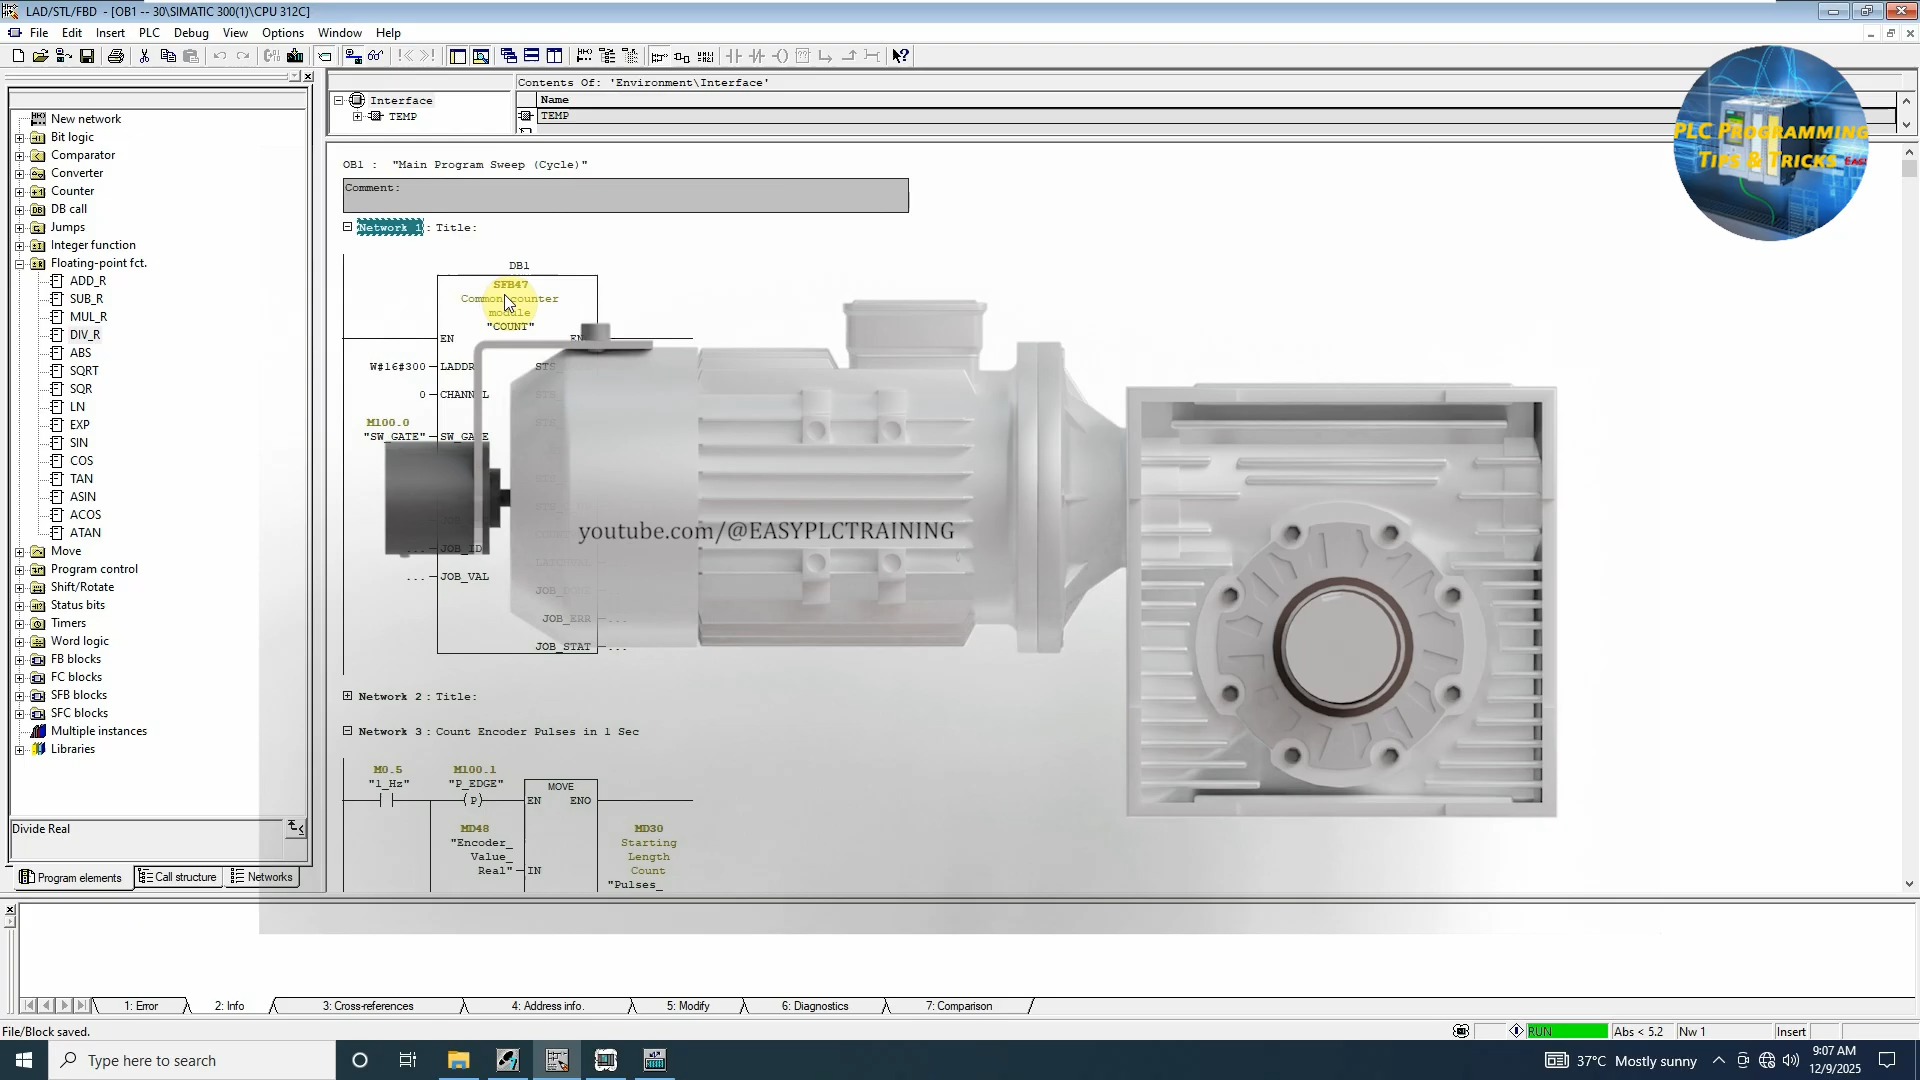 LAD/STL/FBD - [OB1 -- 30\SIMATIC 300(1)\CPU 312C]
File Edit Insert PLC Debug View Options Window Help
New network
Bit logic
Comparator
Converter
Counter
DB call
Jumps
Integer function
Floating-point fct.
ADD_R
SUB_R
MUL_R
DIV_R
ABS
SQRT
SQR
LN
EXP
SIN
COS
TAN
ASIN
ACOS
ATAN
Move
Program control
Shift/Rotate
Status bits
Timers
Word logic
FB blocks
FC blocks
SFB blocks
SFC blocks
Multiple instances
Libraries
Divide Real
Program elements Call structure Networks
Interface
TEMP
Contents Of: 'Environment\Interface'
Name
TEMP
PLC PROGRAMMING
TIPS & TRICKS EASY
OB1 : "Main Program Sweep (Cycle)"
Comment:
Network 1 : Title:
DB1
SFB47
Common counter
module
"COUNT"
EN
W#16#300 LADDR STS_
0 CHANNEL
M100.0
"SW_GATE" SW_GATE
youtube.com/@EASYPLCTRAINING
... JOB_ID LATCHVAL
... JOB_VAL
JOB_ERR ...
JOB_STAT ...
Network 2 : Title:
Network 3 : Count Encoder Pulses in 1 Sec
M0.5 M100.1
"1_Hz" "P_EDGE" MOVE
(P) EN ENO
MD48 MD30
"Encoder_ Starting
Value_ Length
Real" IN Count
"Pulses_
1: Error 2: Info 3: Cross-references 4: Address info. 5: Modify 6: Diagnostics 7: Comparison
File/Block saved. RUN Abs < 5.2 Nw 1 Insert
Type here to search 37°C Mostly sunny 9:07 AM
12/9/2025